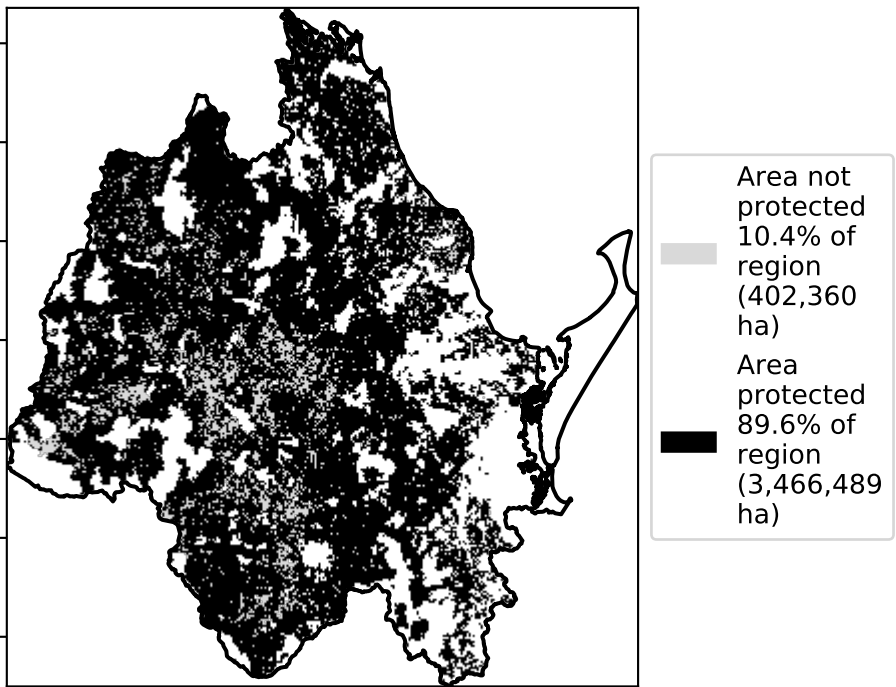 Area not
protected
10.4% of
region
(402,360
ha)
Area
protected
89.6% of
region
(3,466,489
ha)